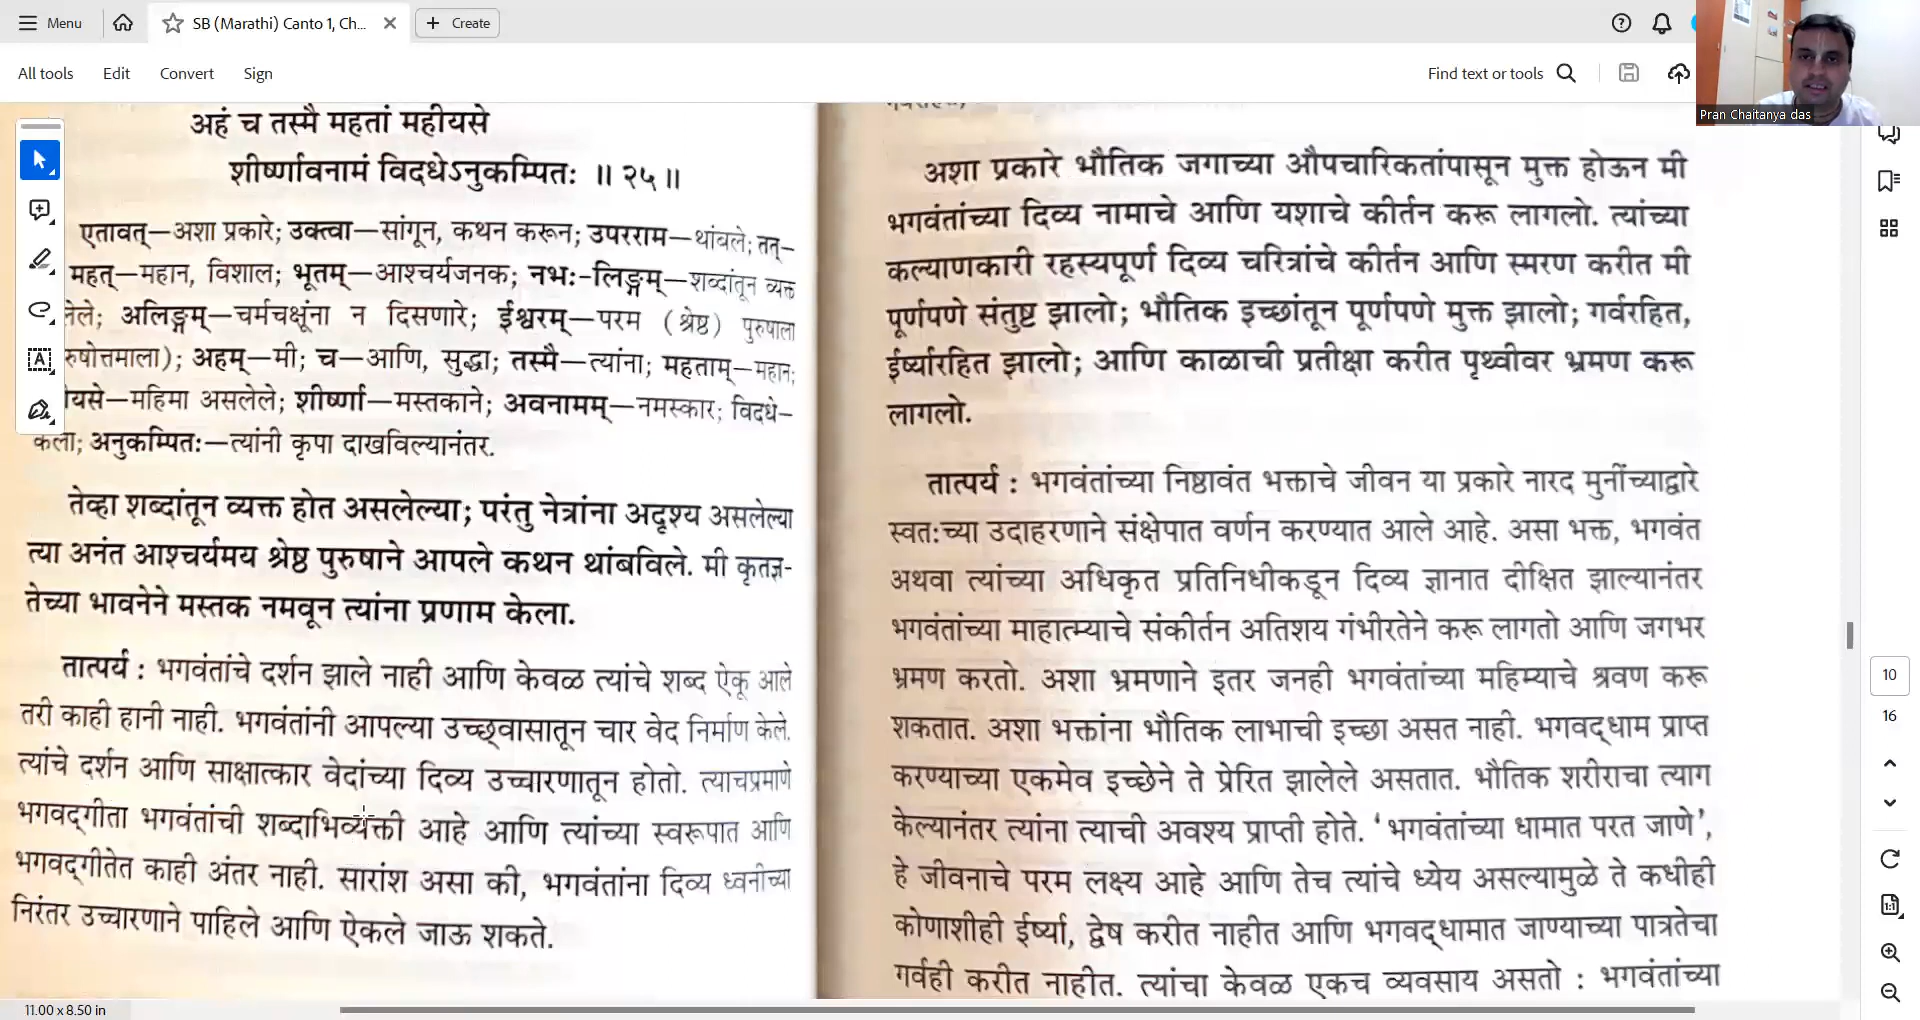 Menu
SB (Marathi) Canto 1, Ch...
Create
All tools
Edit
Convert
Sign
Find text or tools
Pran Chaitanya das
अहं च तस्मै महतां महीयसे
शीर्ष्णावनामं विदधेऽनुकम्पितः ॥ २५॥
एतावत्—अशा प्रकारे; उक्त्वा—सांगून, कथन करून; उपरराम—थांबले; तत्–
महत्—महान, विशाल; भूतम्—आश्चर्यजनक; नभः-लिङ्गम्—शब्दांतून व्यक्त
लेले; अलिङ्गम्—चर्मचक्षूंना न दिसणारे; ईश्वरम्—परम (श्रेष्ठ) पुरुषाला
रुषोत्तमाला); अहम्—मी; च—आणि, सुद्धा; तस्मै—त्यांना; महताम्—महान;
यसे—महिमा असलेले; शीर्ष्णा—मस्तकाने; अवनामम्—नमस्कार; विदधे–
केला; अनुकम्पितः—त्यांनी कृपा दाखविल्यानंतर.
तेव्हा शब्दांतून व्यक्त होत असलेल्या; परंतु नेत्रांना अदृश्य असलेल्या
त्या अनंत आश्चर्यमय श्रेष्ठ पुरुषाने आपले कथन थांबविले. मी कृतज्ञ-
तेच्या भावनेने मस्तक नमवून त्यांना प्रणाम केला.
तात्पर्य : भगवंतांचे दर्शन झाले नाही आणि केवळ त्यांचे शब्द ऐकू आले
तरी काही हानी नाही. भगवंतांनी आपल्या उच्छ्वासातून चार वेद निर्माण केले.
त्यांचे दर्शन आणि साक्षात्कार वेदांच्या दिव्य उच्चारणातून होतो. त्याचप्रमाणे
भगवद्‌गीता भगवंतांची शब्दाभिव्यक्ती आहे आणि त्यांच्या स्वरूपात आणि
भगवद्‌गीतेत काही अंतर नाही. सारांश असा की, भगवंतांना दिव्य ध्वनीच्या
निरंतर उच्चारणाने पाहिले आणि ऐकले जाऊ शकते.
अशा प्रकारे भौतिक जगाच्या औपचारिकतांपासून मुक्त होऊन मी
भगवंतांच्या दिव्य नामाचे आणि यशाचे कीर्तन करू लागलो. त्यांच्या
कल्याणकारी रहस्यपूर्ण दिव्य चरित्रांचे कीर्तन आणि स्मरण करीत मी
पूर्णपणे संतुष्ट झालो; भौतिक इच्छांतून पूर्णपणे मुक्त झालो; गर्वरहित,
ईर्ष्यारहित झालो; आणि काळाची प्रतीक्षा करीत पृथ्वीवर भ्रमण करू
लागलो.
तात्पर्य : भगवंतांच्या निष्ठावंत भक्ताचे जीवन या प्रकारे नारद मुनींच्याद्वारे
स्वतःच्या उदाहरणाने संक्षेपात वर्णन करण्यात आले आहे. असा भक्त, भगवंत
अथवा त्यांच्या अधिकृत प्रतिनिधीकडून दिव्य ज्ञानात दीक्षित झाल्यानंतर
भगवंतांच्या माहात्म्याचे संकीर्तन अतिशय गंभीरतेने करू लागतो आणि जगभर
भ्रमण करतो. अशा भ्रमणाने इतर जनही भगवंतांच्या महिम्याचे श्रवण करू
शकतात. अशा भक्तांना भौतिक लाभाची इच्छा असत नाही. भगवद्‌धाम प्राप्त
करण्याच्या एकमेव इच्छेने ते प्रेरित झालेले असतात. भौतिक शरीराचा त्याग
केल्यानंतर त्यांना त्याची अवश्य प्राप्ती होते. ‘भगवंतांच्या धामात परत जाणे’,
हे जीवनाचे परम लक्ष्य आहे आणि तेच त्यांचे ध्येय असल्यामुळे ते कधीही
कोणाशीही ईर्ष्या, द्वेष करीत नाहीत आणि भगवद्‌धामात जाण्याच्या पात्रतेचा
गर्वही करीत नाहीत. त्यांचा केवळ एकच व्यवसाय असतो : भगवंतांच्या
10
16
11.00 x 8.50 in